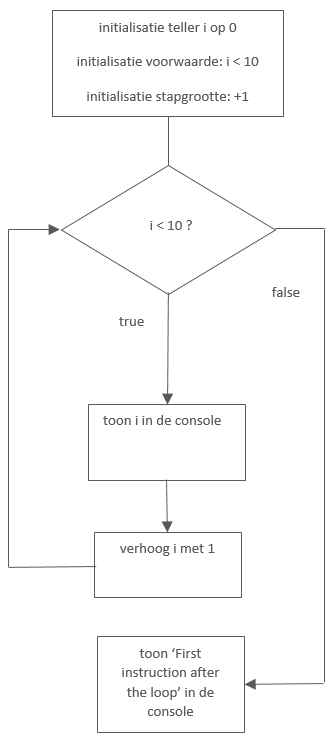 initialisatie teller i op 0
initialisatie voorwaarde: i < 10
initialisatie stapgrootte: +1
i < 10 ?
false
true
toon i in de console
verhoog i met 1
toon ‘First
instruction after
the loop’ in de
console